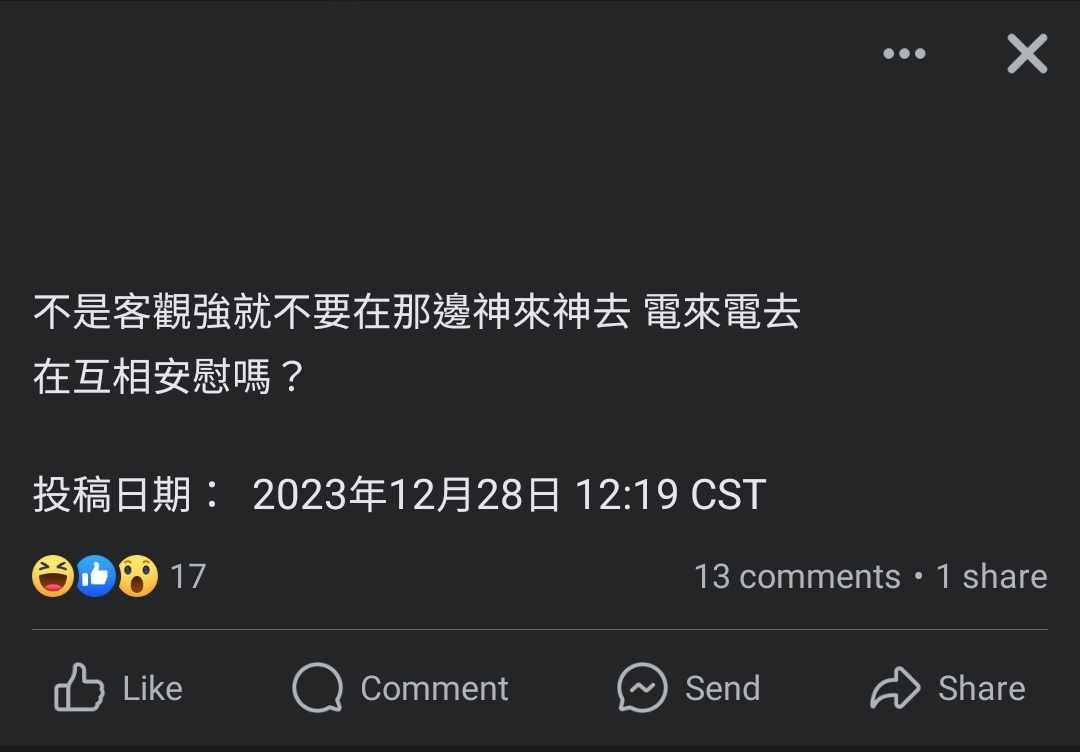 不是客觀強就不要在那邊神來神去 電來電去
在互相安慰嗎？
投稿日期： 2023年12月28日 12:19 CST
17
13 comments • 1 share
Like Comment Send Share